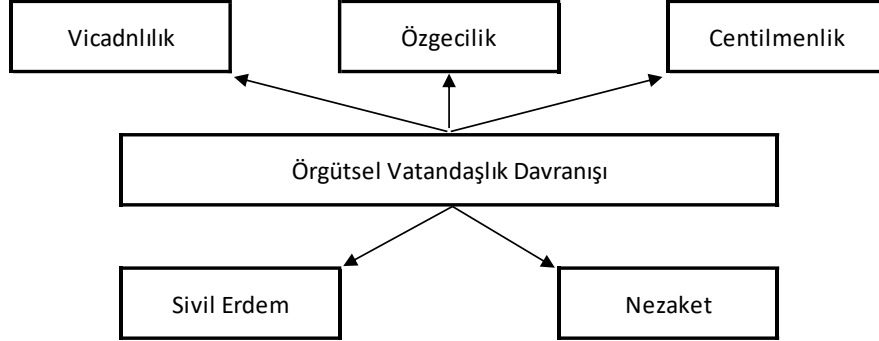 Vicadnlılık
Özgecilik
Centilmenlik
Örgütsel Vatandaşlık Davranışı
Sivil Erdem
Nezaket